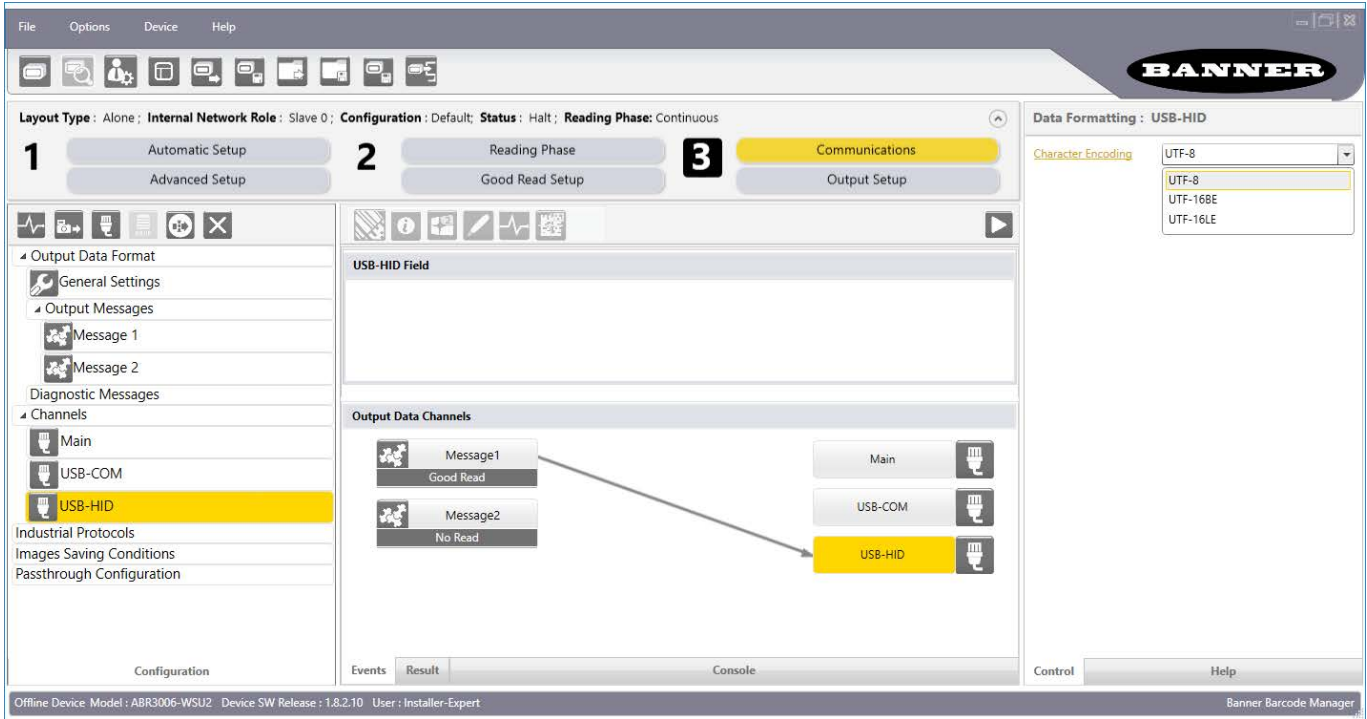 File Options Device Help
BANNER
Layout Type : Alone ; Internal Network Role : Slave 0 ; Configuration : Default; Status : Halt ; Reading Phase: Continuous
1 Automatic Setup 2 Reading Phase 3 Communications
Advanced Setup Good Read Setup Output Setup
Output Data Format
General Settings
Output Messages
Message 1
Message 2
Diagnostic Messages
Channels
Main
USB-COM
USB-HID
Industrial Protocols
Images Saving Conditions
Passthrough Configuration
Configuration
USB-HID Field
Output Data Channels
Message1
Good Read
Message2
No Read
Main
USB-COM
USB-HID
Events Result Console
Data Formatting : USB-HID
Character Encoding UTF-8
UTF-8
UTF-16BE
UTF-16LE
Control Help
Offline Device Model : ABR3006-WSU2 Device SW Release : 1.8.2.10 User : Installer-Expert Banner Barcode Manager